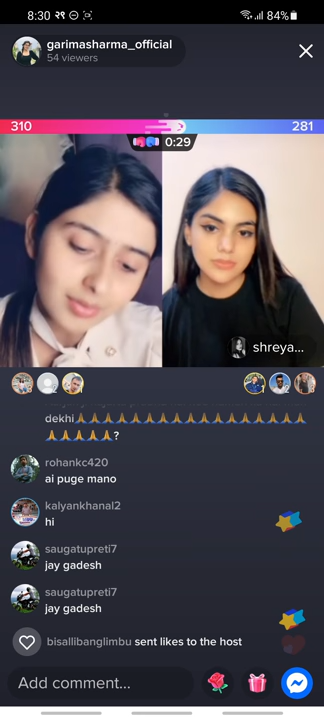 8:30 २९
84%
garimasharma_official
54 viewers
310
281
0:29
shreya...
dekhi🙏🙏🙏🙏🙏🙏🙏🙏🙏🙏🙏🙏🙏🙏🙏🙏🙏
🙏🙏🙏🙏🙏?
rohankc420
ai puge mano
kalyankhanal2
hi
saugatupreti7
jay gadesh
saugatupreti7
jay gadesh
bisallibanglimbu sent likes to the host
Add comment...